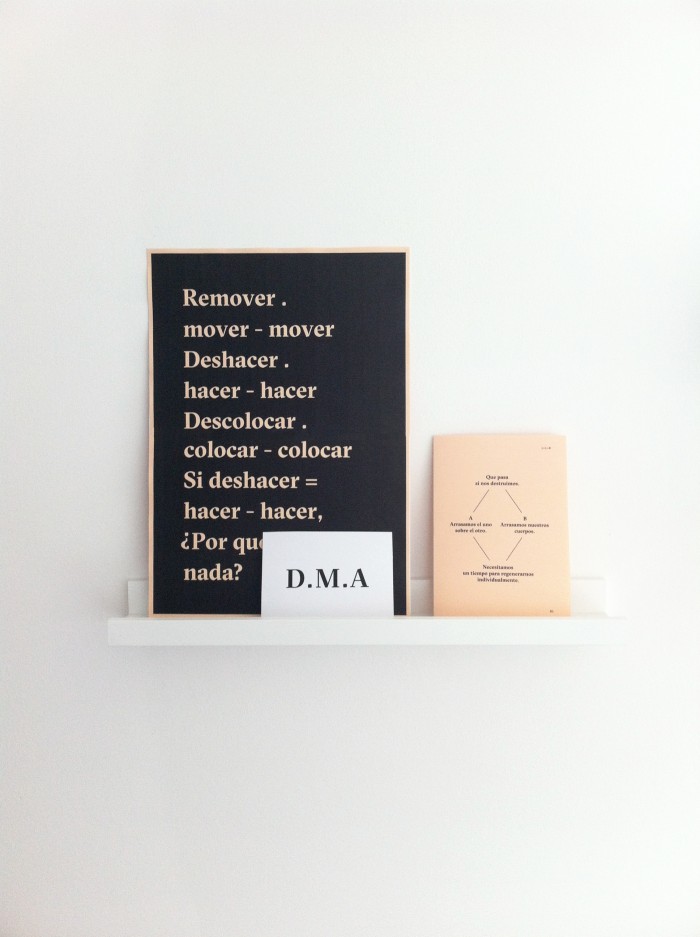 Remover .
mover - mover
Deshacer .
hacer - hacer
Descolocar .
colocar - colocar
Si deshacer =
hacer - hacer,
¿Por qu
nada?
D.M.A
Que pasa
si nos destruimos.
A
Arrasamos el uno
sobre el otro.
B
Arrasamos nuestros
cuerpos.
Necesitamos
un tiempo para regenerarnos
individualmente.